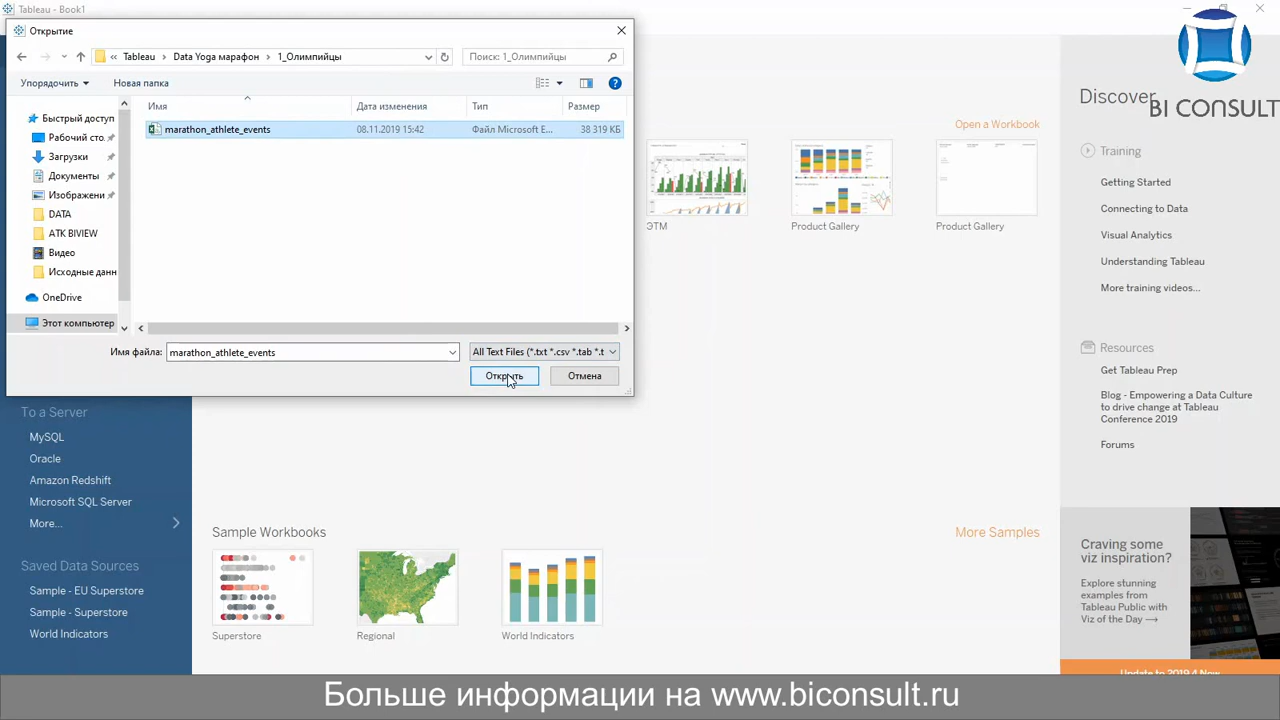 Tableau - Book1
Открытие
« Tableau › Data Yoga марафон › 1_Олимпийцы
Поиск: 1_Олимпийцы
Упорядочить
Новая папка
Имя
Дата изменения
Тип
Размер
marathon_athlete_events
08.11.2019 15:42
Файл Microsoft E...
38 319 КБ
Быстрый доступ
Рабочий сто
Загрузки
Документы
Изображени
DATA
ATK BIVIEW
Видео
Исходные данн
OneDrive
Этот компьютер
Имя файла:
marathon_athlete_events
All Text Files (*.txt *.csv *.tab *.t
Открыть
Отмена
Open a Workbook
ЭТМ
Product Gallery
Product Gallery
To a Server
MySQL
Oracle
Amazon Redshift
Microsoft SQL Server
More...
Saved Data Sources
Sample - EU Superstore
Sample - Superstore
World Indicators
Sample Workbooks
More Samples
Superstore
Regional
World Indicators
Discover
BI CONSULT
Training
Getting Started
Connecting to Data
Visual Analytics
Understanding Tableau
More training videos...
Resources
Get Tableau Prep
Blog - Empowering a Data Culture
to drive change at Tableau
Conference 2019
Forums
Craving some
viz inspiration?
Explore stunning
examples from
Tableau Public with
Viz of the Day →
Update to 2019.4 Now
Больше информации на www.biconsult.ru